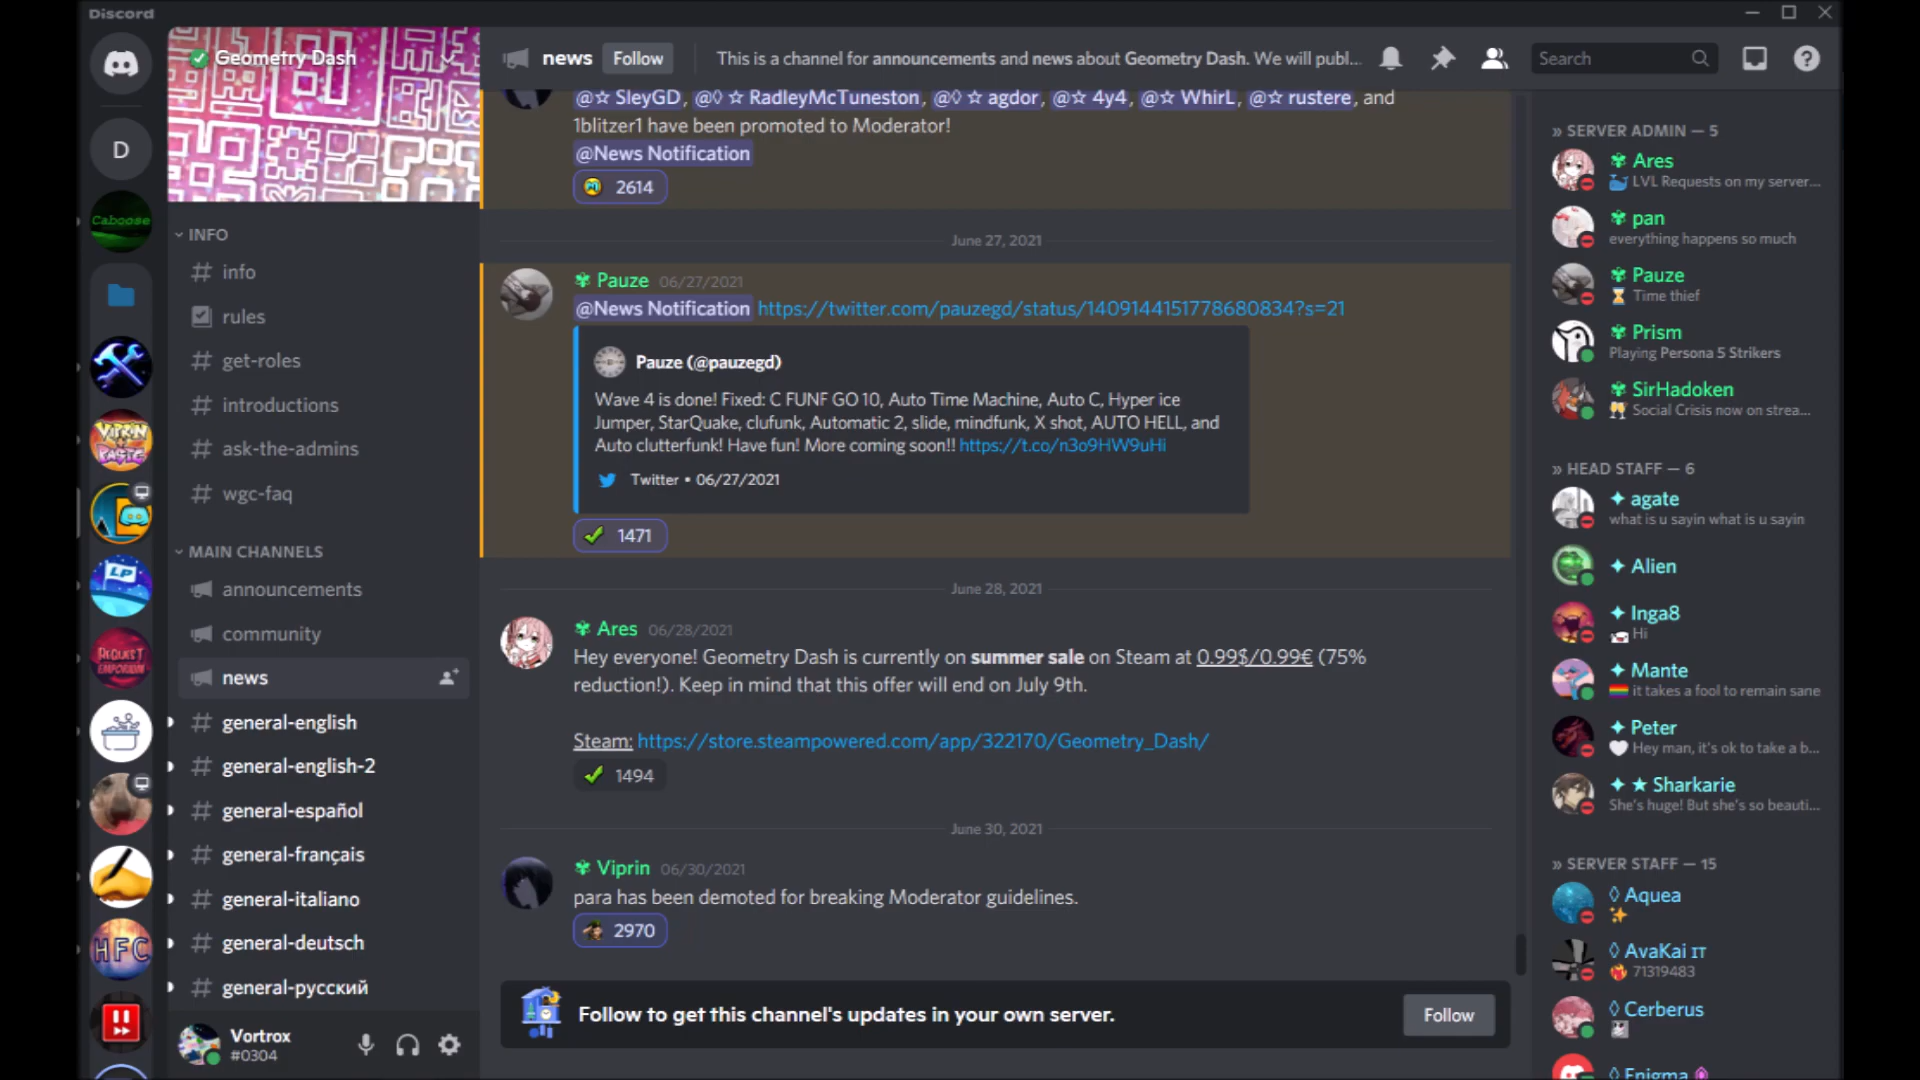 Discord
Geometry Dash
news
Follow
This is a channel for announcements and news about Geometry Dash. We will publ...
Search
D
Caboose
VIPRIN
PASTE
LP
REQUEST
EMPORIUM
HFC
INFO
info
rules
get-roles
introductions
ask-the-admins
wgc-faq
MAIN CHANNELS
announcements
community
news
general-english
general-english-2
general-español
general-français
general-italiano
general-deutsch
general-русский
Vortrox
#0304
@☆ SleyGD, @◊ ☆ RadleyMcTuneston, @◊ ☆ agdor, @☆ 4y4, @☆ WhirL, @☆ rustere, and
1blitzer1 have been promoted to Moderator!
@News Notification
2614
June 27, 2021
Pauze 06/27/2021
@News Notification https://twitter.com/pauzegd/status/1409144151778680834?s=21
Pauze (@pauzegd)
Wave 4 is done! Fixed: C FUNF GO 10, Auto Time Machine, Auto C, Hyper ice
Jumper, StarQuake, clufunk, Automatic 2, slide, mindfunk, X shot, AUTO HELL, and
Auto clutterfunk! Have fun! More coming soon!! https://t.co/n3o9HW9uHi
Twitter • 06/27/2021
1471
June 28, 2021
Ares 06/28/2021
Hey everyone! Geometry Dash is currently on summer sale on Steam at 0.99$/0.99€ (75%
reduction!). Keep in mind that this offer will end on July 9th.
Steam: https://store.steampowered.com/app/322170/Geometry_Dash/
1494
June 30, 2021
Viprin 06/30/2021
para has been demoted for breaking Moderator guidelines.
2970
Follow to get this channel's updates in your own server.
Follow
» SERVER ADMIN — 5
Ares
LVL Requests on my server...
pan
everything happens so much
Pauze
Time thief
Prism
Playing Persona 5 Strikers
SirHadoken
Social Crisis now on strea...
» HEAD STAFF — 6
✦ agate
what is u sayin what is u sayin
✦ Alien
✦ Inga8
Hi
✦ Mante
it takes a fool to remain sane
✦ Peter
Hey man, it's ok to take a b...
✦ ★ Sharkarie
She's huge! But she's so beauti...
» SERVER STAFF — 15
◊ Aquea
◊ AvaKai IT
71319483
◊ Cerberus
◊ Enigma